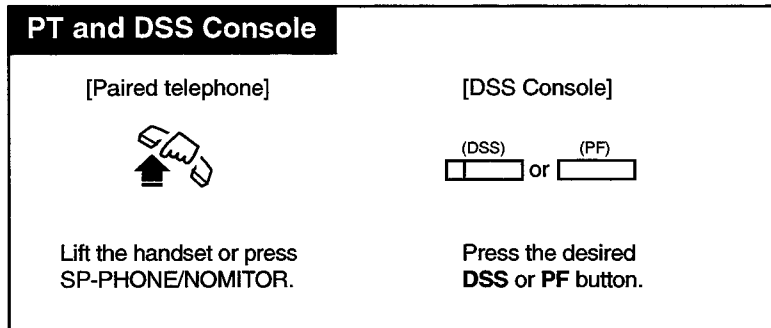 PT and DSS Console
[Paired telephone]
[DSS Console]
(DSS) (PF)
or
Lift the handset or press
SP-PHONE/NOMITOR.
Press the desired
DSS or PF button.